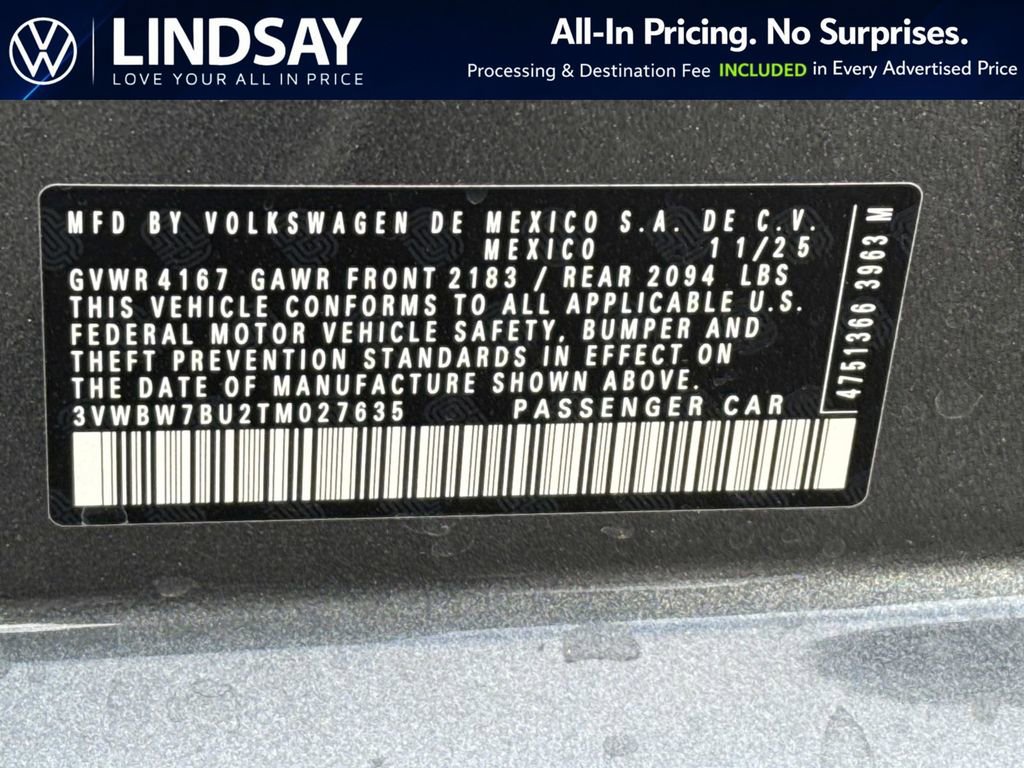 LINDSAY
LOVE YOUR ALL IN PRICE
All-In Pricing. No Surprises.
Processing & Destination Fee INCLUDED in Every Advertised Price
MFD BY VOLKSWAGEN DE MEXICO S.A. DE C.V.
MEXICO 11/25
GVWR 4167 GAWR FRONT 2183 / REAR 2094 LBS
THIS VEHICLE CONFORMS TO ALL APPLICABLE U.S.
FEDERAL MOTOR VEHICLE SAFETY, BUMPER AND
THEFT PREVENTION STANDARDS IN EFFECT ON
THE DATE OF MANUFACTURE SHOWN ABOVE.
3VWBW7BU2TM027635 PASSENGER CAR
4751366 3963 M